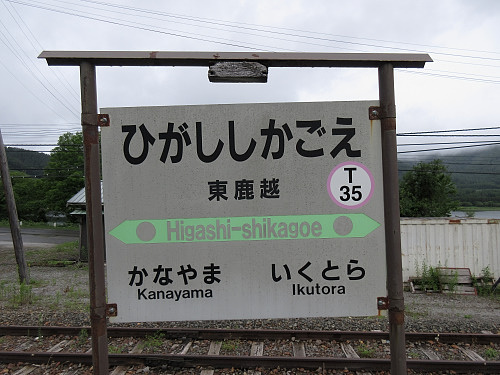 ひがししかごえ
東鹿越
T
35
Higashi-shikagoe
かなやま
Kanayama
いくとら
Ikutora